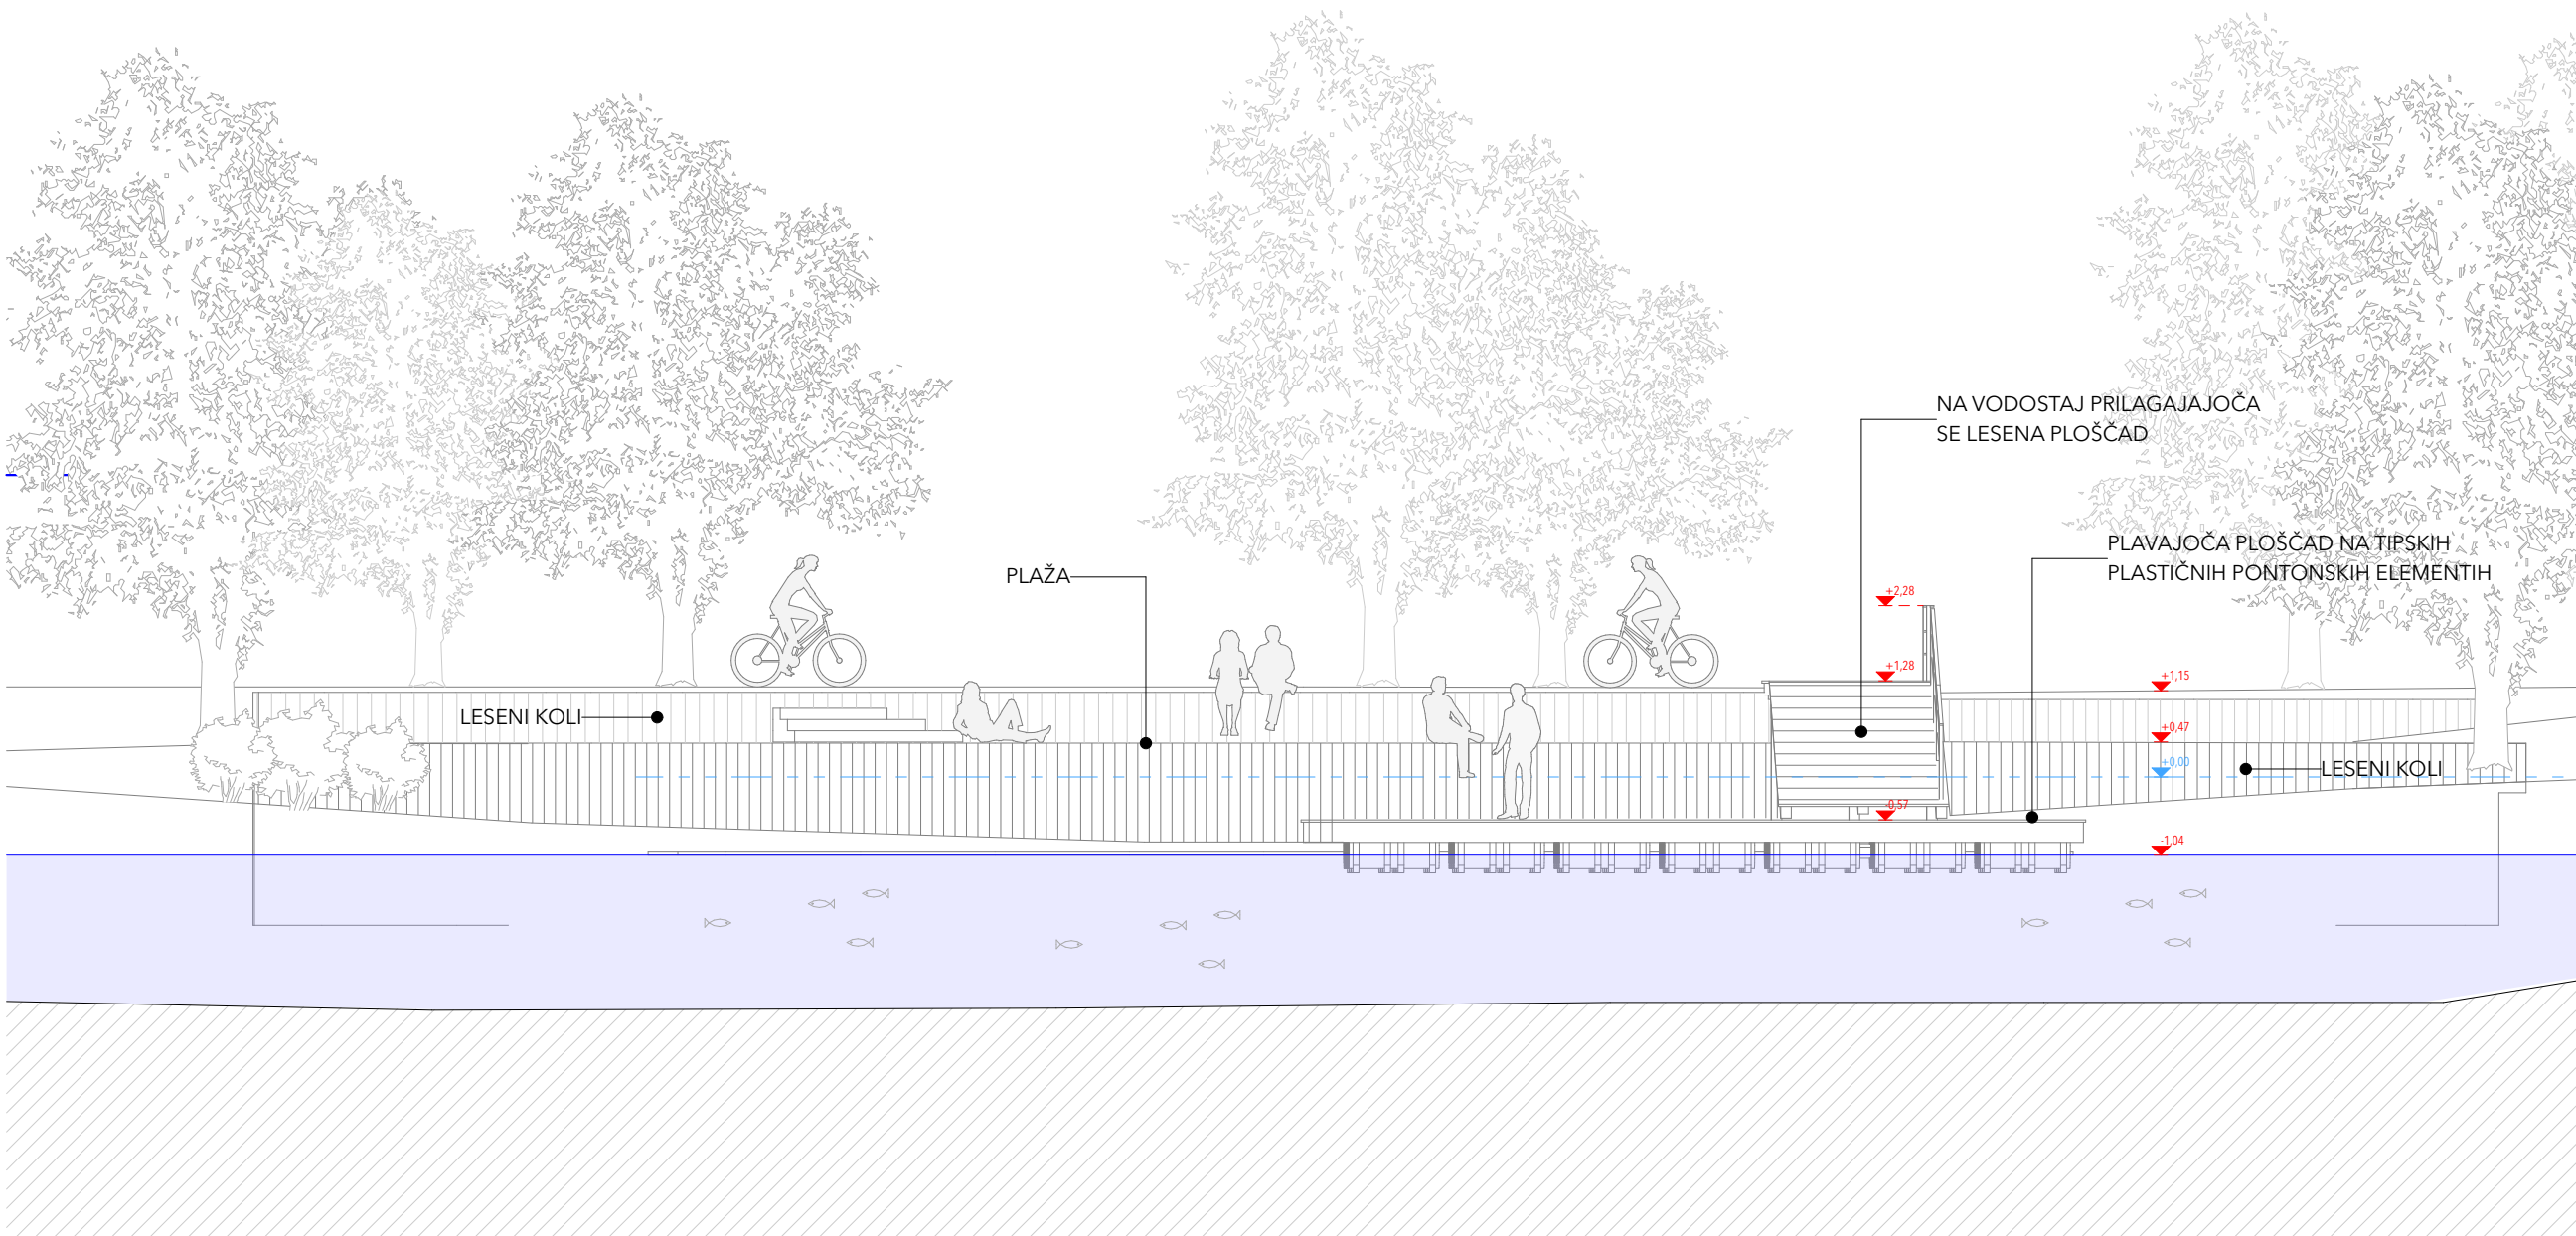 NA VODOSTAJ PRILAGAJAJOČA
SE LESENA PLOŠČAD
PLAVAJOČA PLOŠČAD NA TIPSKIH
PLASTIČNIH PONTONSKIH ELEMENTIH
PLAŽA
+2,28
+1,28
+1,15
LESENI KOLI
+0,47
+0,00
LESENI KOLI
-0,57
-1,04